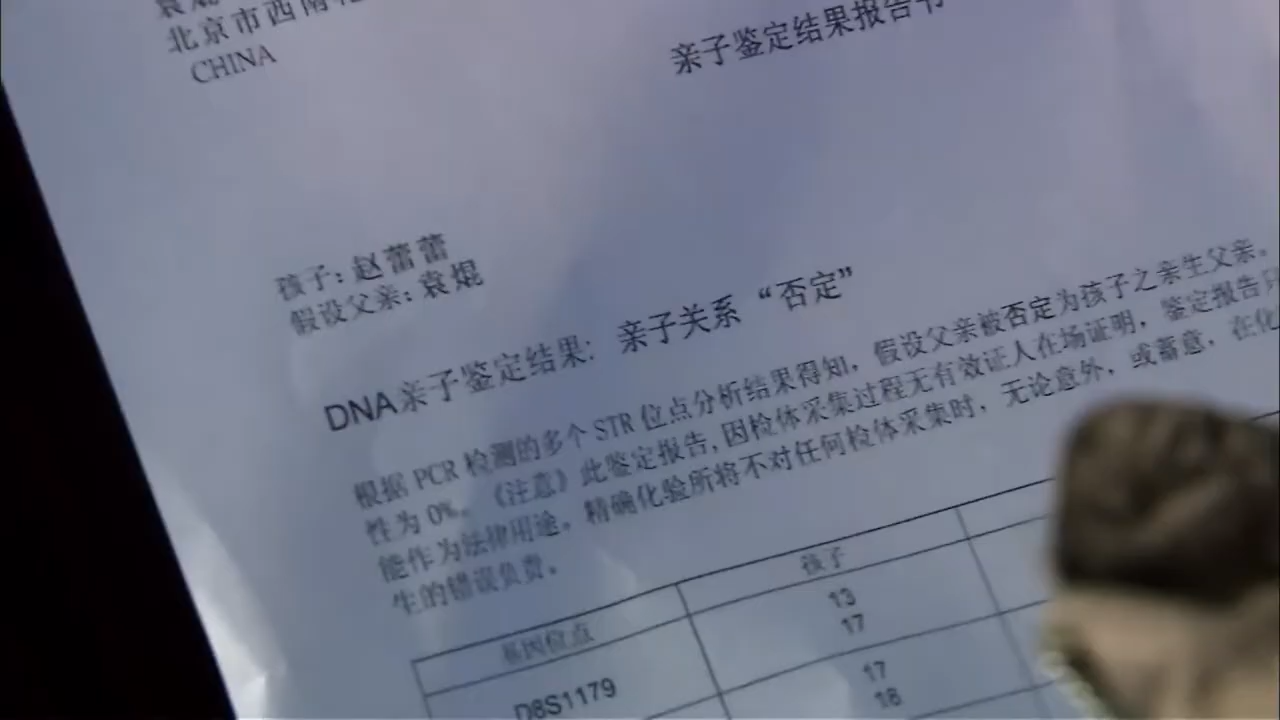 北京市西南
CHINA
亲子鉴定结果报告书
孩子:赵蕾蕾
假设父亲:袁焜
DNA亲子鉴定结果: 亲子关系 “否定”
根据 PCR 检测的多个 STR 位点分析结果得知, 假设父亲被否定为孩子之亲生父亲。
性为 0%。《注意》此鉴定报告,因检体采集过程无有效证人在场证明, 鉴定报告只
能作为法律用途。精确化验所将不对任何检体采集时, 无论意外, 或蓄意, 在化
生的错误负责。
基因位点 孩子
13
17
D8S1179 17
18